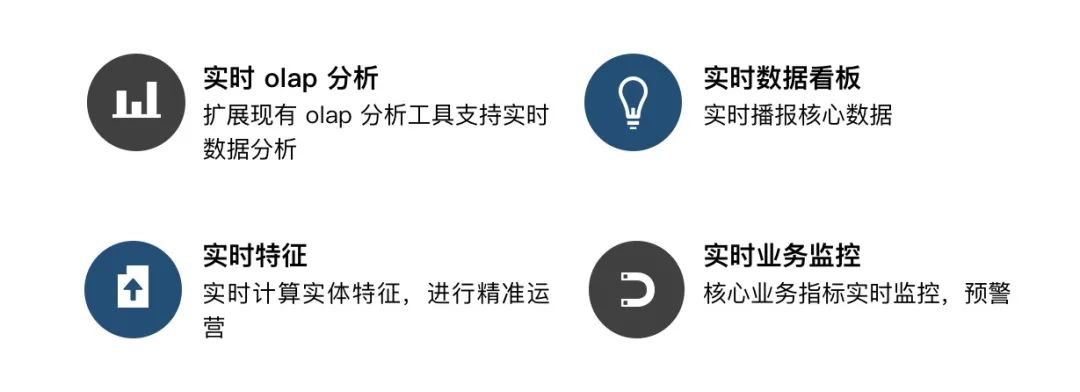 实时 olap 分析
扩展现有 olap 分析工具支持实时
数据分析
实时数据看板
实时播报核心数据
实时特征
实时计算实体特征，进行精准运
营
实时业务监控
核心业务指标实时监控，预警